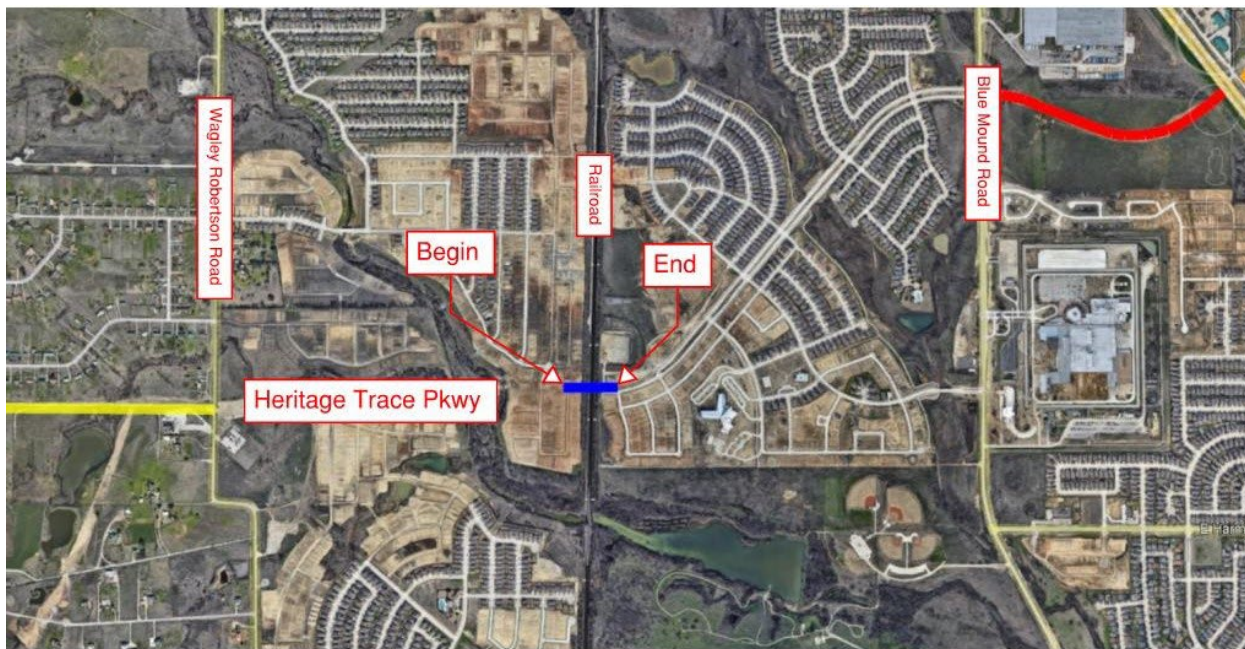 Wagley Robertson Road
Railroad
Blue Mound Road
Begin
End
Heritage Trace Pkwy